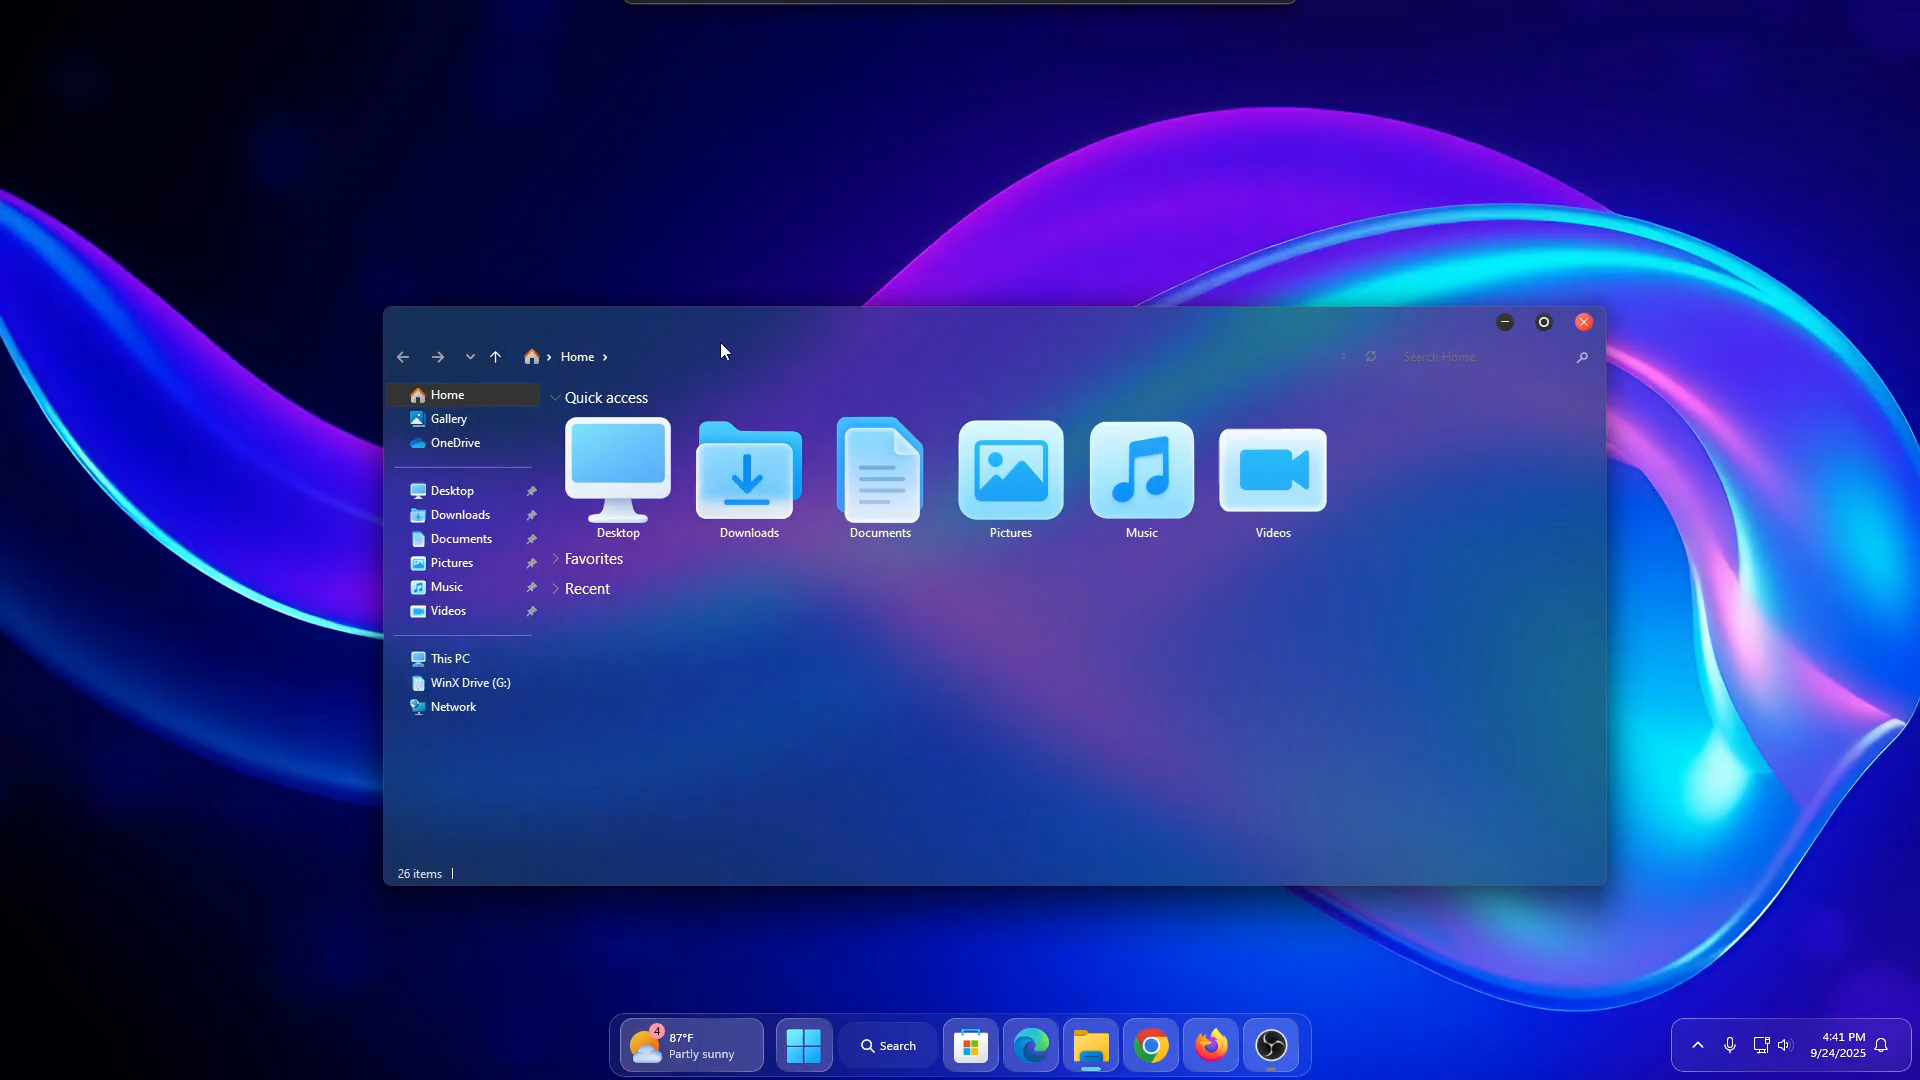 Home
Search Home
Home
Gallery
OneDrive
Desktop
Downloads
Documents
Pictures
Music
Videos
This PC
WinX Drive (G:)
Network
Quick access
Desktop
Downloads
Documents
Pictures
Music
Videos
Favorites
Recent
26 items
4
87°F
Partly sunny
Search
4:41 PM
9/24/2025